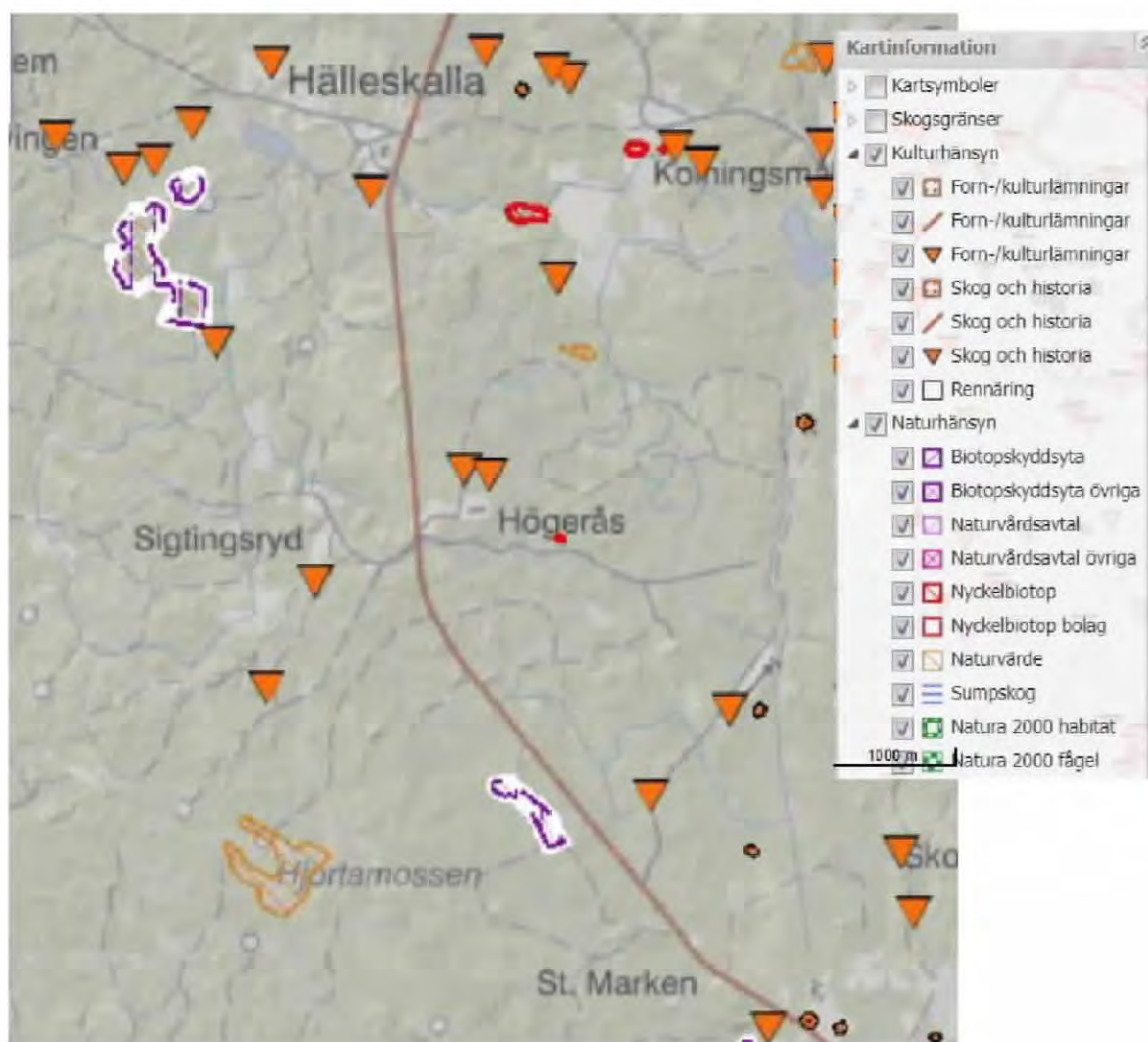 em
Hälleskalla
vingen
Sigtingsryd
Högerås
Hjortamossen
Sko
St. Marken
Kartinformation
Kartsymboler
Skogsgränser
Kulturhänsyn
Forn-/kulturlämningar
Forn-/kulturlämningar
Forn-/kulturlämningar
Skog och historia
Skog och historia
Skog och historia
Rennäring
Naturhänsyn
Biotopskyddsyta
Biotopskyddsyta övriga
Naturvårdsavtal
Naturvårdsavtal övriga
Nyckelbiotop
Nyckelbiotop bolag
Naturvärde
Sumpskog
Natura 2000 habitat
Natura 2000 fågel
1000 m